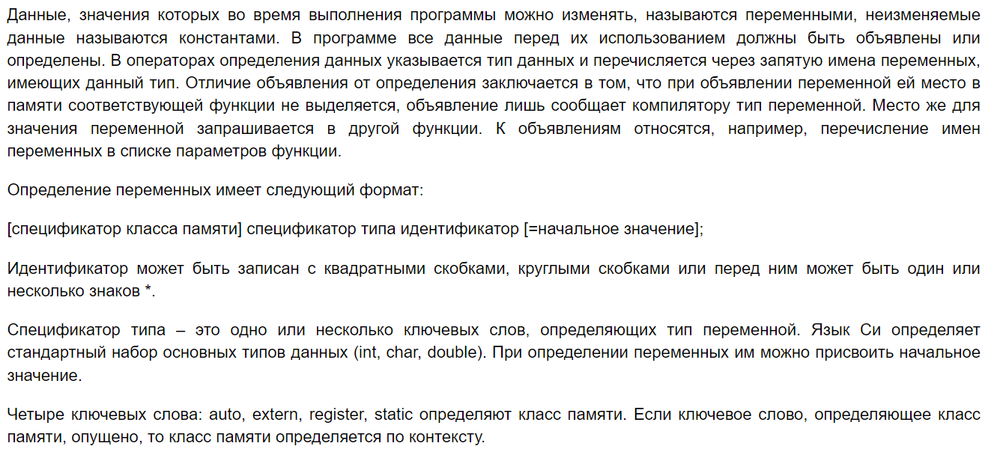 Данные, значения которых во время выполнения программы можно изменять, называются переменными, неизменяемые
данные называются константами. В программе все данные перед их использованием должны быть объявлены или
определены. В операторах определения данных указывается тип данных и перечисляется через запятую имена переменных,
имеющих данный тип. Отличие объявления от определения заключается в том, что при объявлении переменной ей место в
памяти соответствующей функции не выделяется, объявление лишь сообщает компилятору тип переменной. Место же для
значения переменной запрашивается в другой функции. К объявлениям относятся, например, перечисление имен
переменных в списке параметров функции.
Определение переменных имеет следующий формат:
[спецификатор класса памяти] спецификатор типа идентификатор [=начальное значение];
Идентификатор может быть записан с квадратными скобками, круглыми скобками или перед ним может быть один или
несколько знаков *.
Спецификатор типа – это одно или несколько ключевых слов, определяющих тип переменной. Язык Си определяет
стандартный набор основных типов данных (int, char, double). При определении переменных им можно присвоить начальное
значение.
Четыре ключевых слова: auto, extern, register, static определяют класс памяти. Если ключевое слово, определяющее класс
памяти, опущено, то класс памяти определяется по контексту.